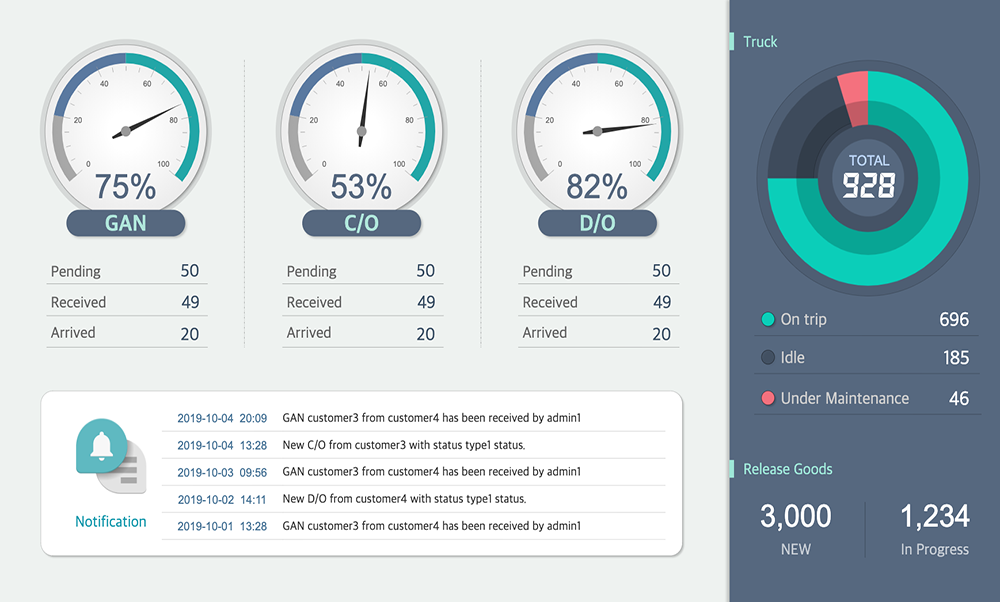 40 60
20 80
0 100
75%
GAN
Pending 50
Received 49
Arrived 20
40 60
20 80
0 100
53%
C/O
Pending 50
Received 49
Arrived 20
40 60
20 80
0 100
82%
D/O
Pending 50
Received 49
Arrived 20
Notification
2019-10-04 20:09 GAN customer3 from customer4 has been received by admin1
2019-10-04 13:28 New C/O from customer3 with status type1 status.
2019-10-03 09:56 GAN customer3 from customer4 has been received by admin1
2019-10-02 14:11 New D/O from customer4 with status type1 status.
2019-10-01 13:28 GAN customer3 from customer4 has been received by admin1
Truck
TOTAL
928
On trip 696
Idle 185
Under Maintenance 46
Release Goods
3,000 1,234
NEW In Progress